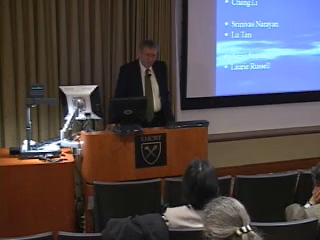 • Chang Li
• Srinivas Narayan
• Lu Tan
• Laurie Russell
EMORY